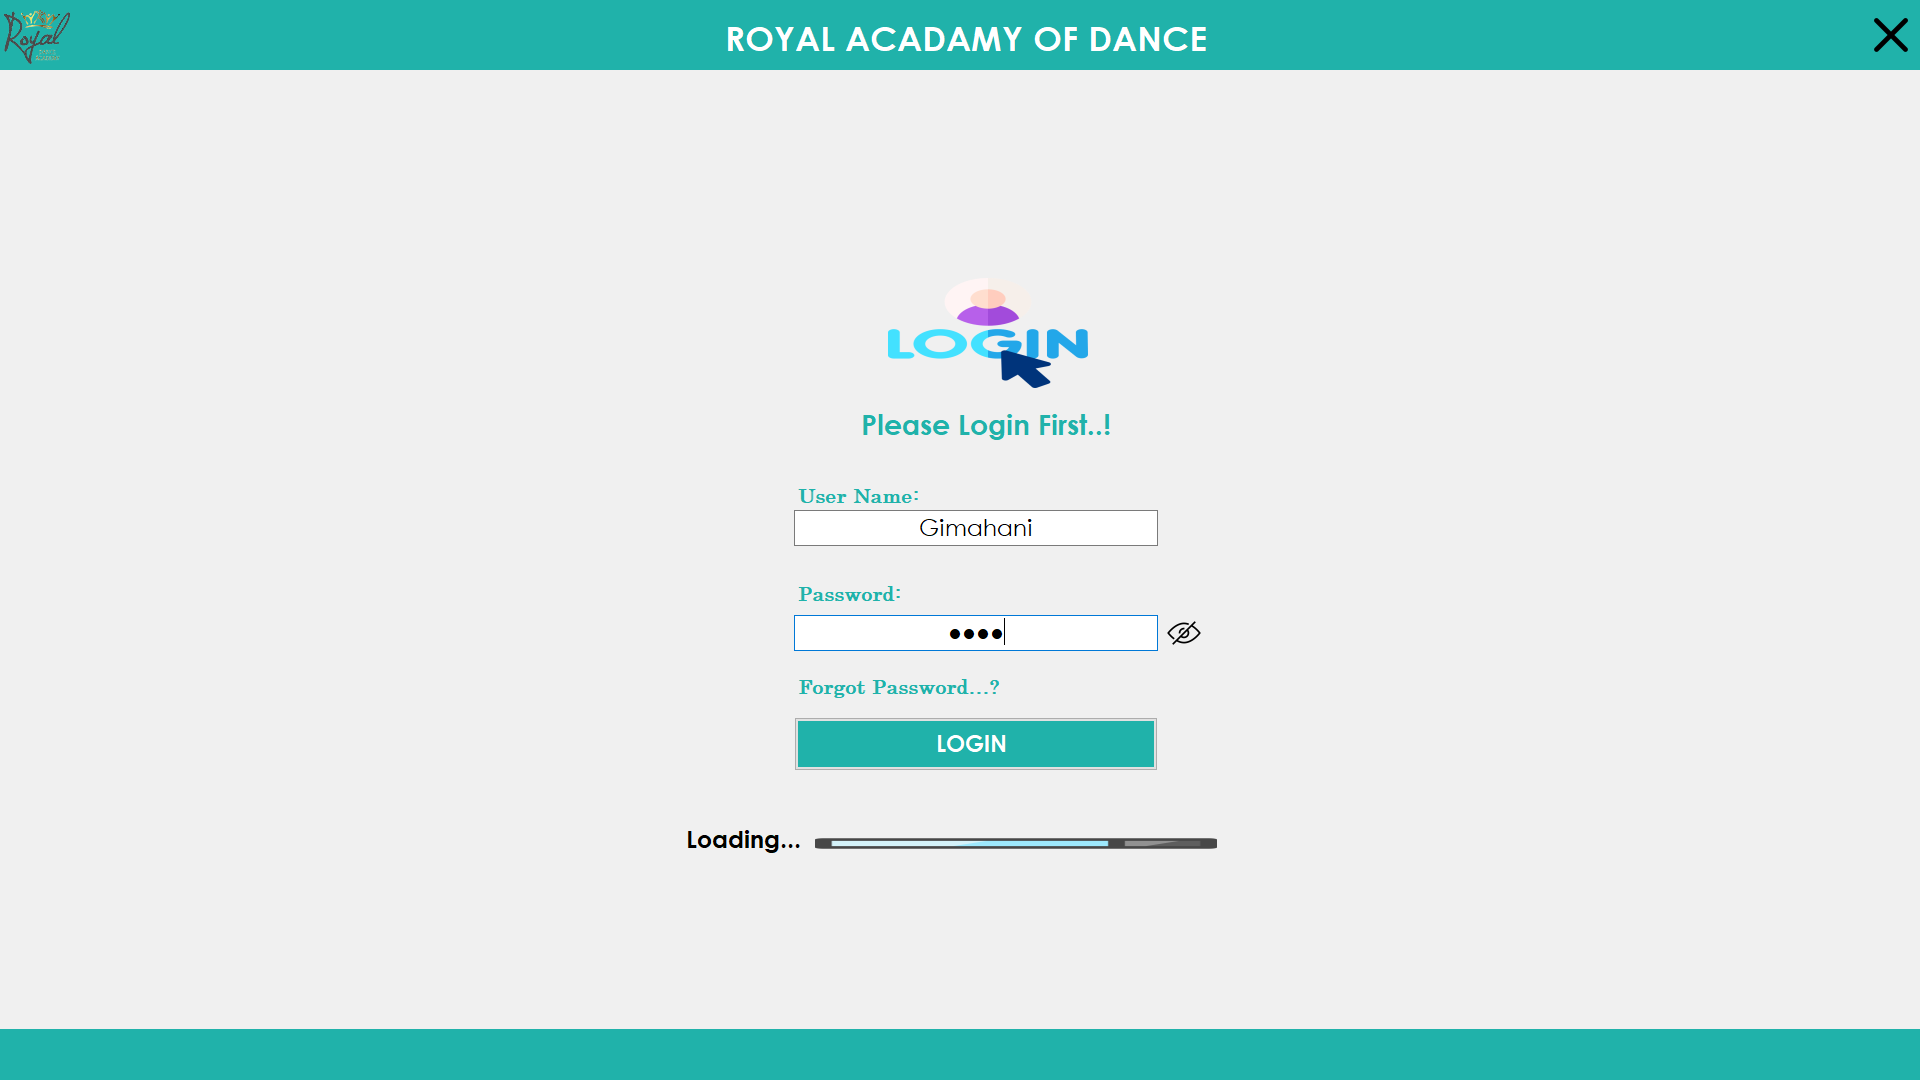 Royal
ROYAL ACADAMY OF DANCE
LOGIN
Please Login First..!
User Name:
Gimahani
Password:
Forgot Password...?
LOGIN
Loading...